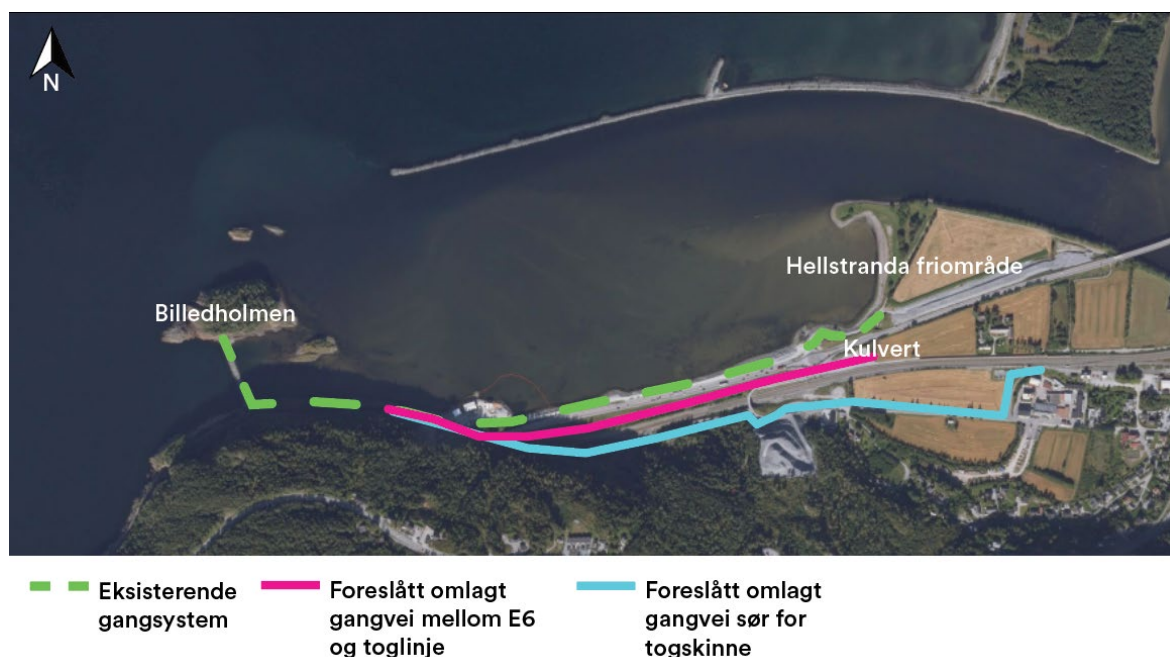 N
Hellstranda friområde
Billedholmen
Kulvert
Eksisterende
gangsystem
Foreslått omlagt
gangvei mellom E6
og toglinje
Foreslått omlagt
gangvei sør for
togskinne